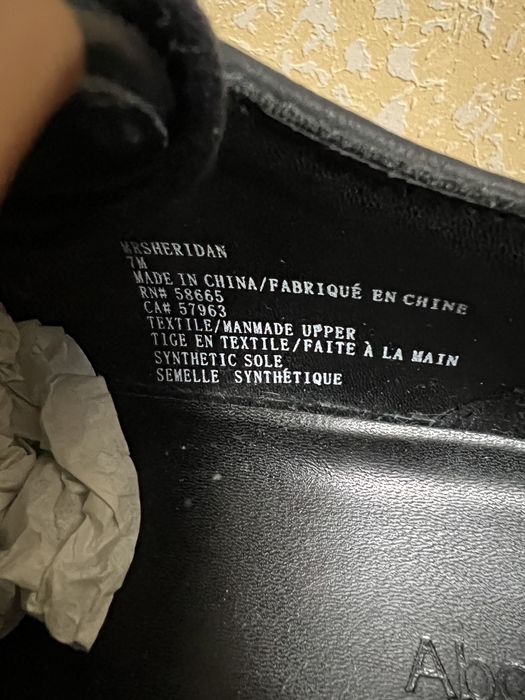 MRSHERIDAN
7M
MADE IN CHINA/FABRIQUÉ EN CHINE
RN# 58665
CA# 57963
TEXTILE/MANMADE UPPER
TIGE EN TEXTILE/FAITE À LA MAIN
SYNTHETIC SOLE
SEMELLE SYNTHÉTIQUE